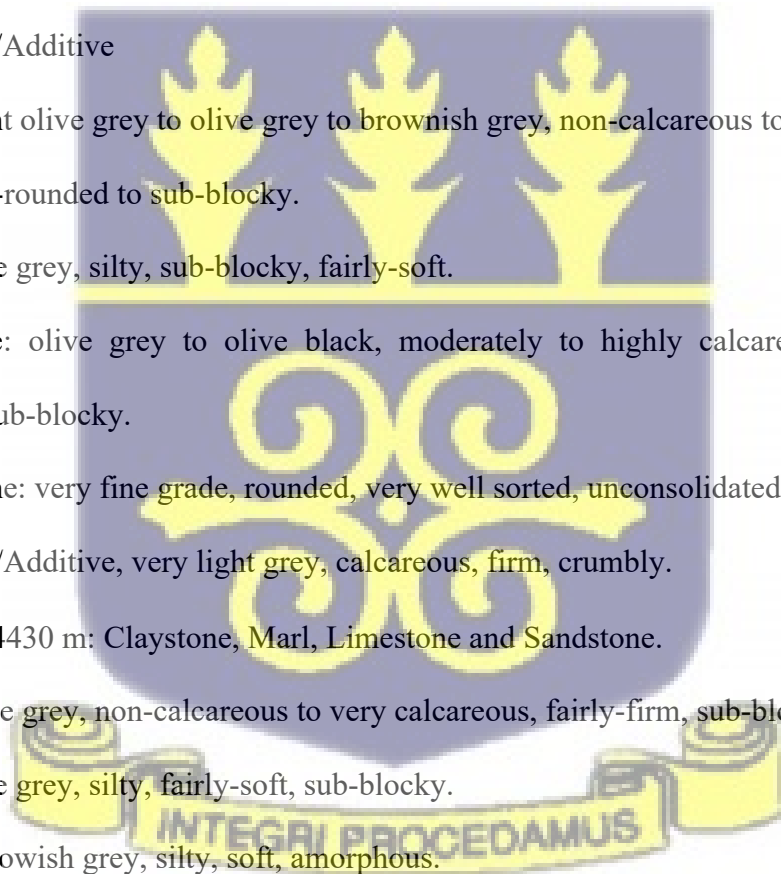 /Additive
t olive grey to olive grey to brownish grey, non-calcareous to
-rounded to sub-blocky.
e grey, silty, sub-blocky, fairly-soft.
e: olive grey to olive black, moderately to highly calcare
ub-blocky.
ne: very fine grade, rounded, very well sorted, unconsolidated
/Additive, very light grey, calcareous, firm, crumbly.
4430 m: Claystone, Marl, Limestone and Sandstone.
e grey, non-calcareous to very calcareous, fairly-firm, sub-blo
e grey, silty, fairly-soft, sub-blocky.
owish grey, silty, soft, amorphous.
INTEGRI PROCEDAMUS